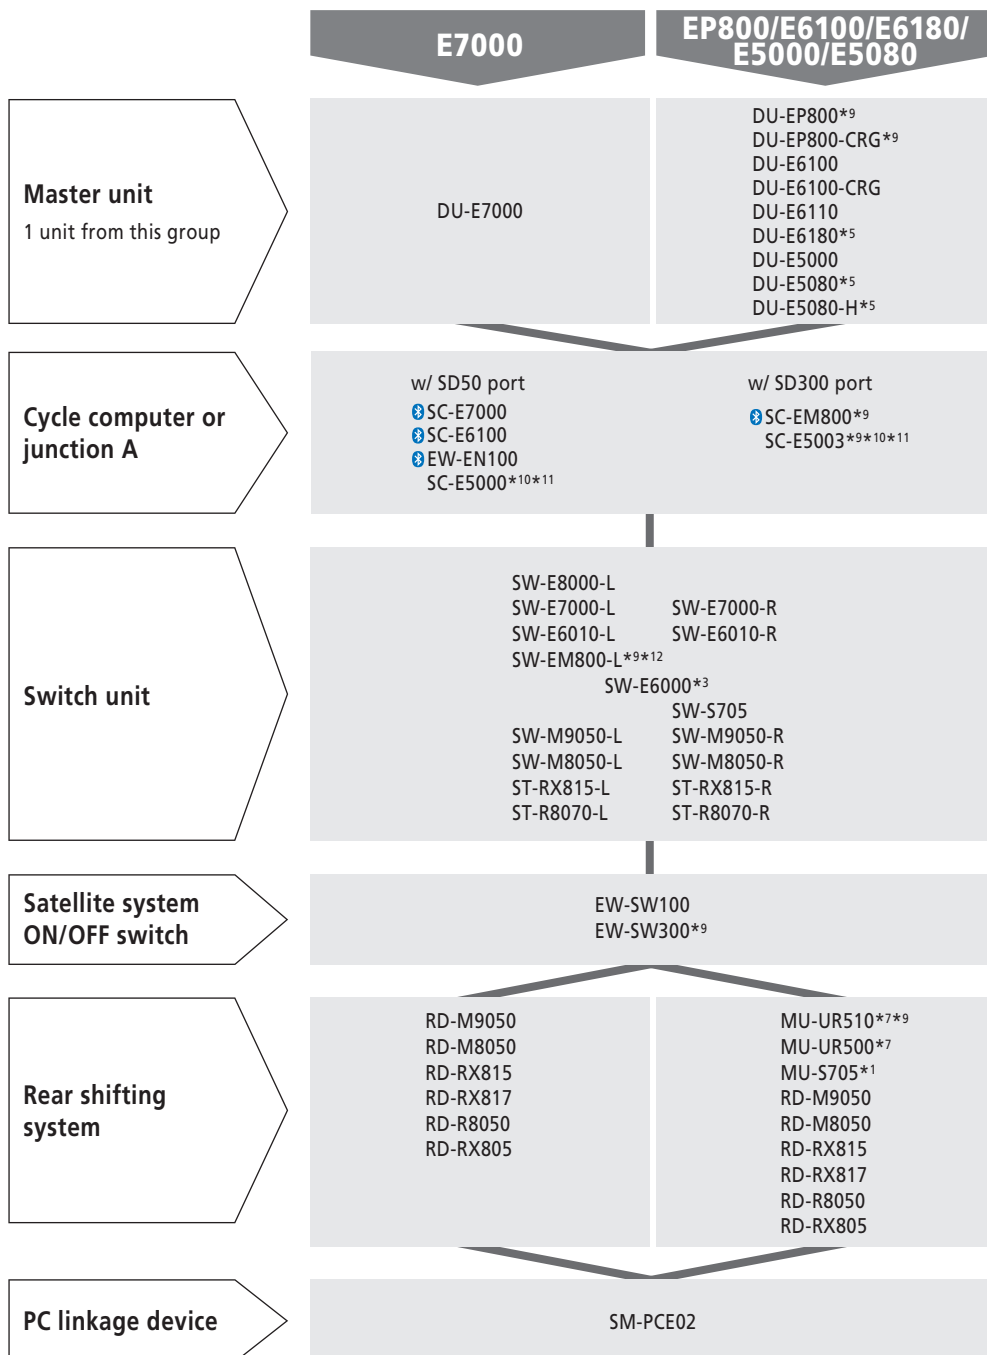 E7000
EP800/E6100/E6180/
E5000/E5080
Master unit
1 unit from this group
DU-E7000
DU-EP800*9
DU-EP800-CRG*9
DU-E6100
DU-E6100-CRG
DU-E6110
DU-E6180*5
DU-E5000
DU-E5080*5
DU-E5080-H*5
Cycle computer or
junction A
w/ SD50 port
SC-E7000
SC-E6100
EW-EN100
SC-E5000*10*11
w/ SD300 port
SC-EM800*9
SC-E5003*9*10*11
Switch unit
SW-E8000-L
SW-E7000-L SW-E7000-R
SW-E6010-L SW-E6010-R
SW-EM800-L*9*12
SW-E6000*3
SW-S705
SW-M9050-L SW-M9050-R
SW-M8050-L SW-M8050-R
ST-RX815-L ST-RX815-R
ST-R8070-L ST-R8070-R
Satellite system
ON/OFF switch
EW-SW100
EW-SW300*9
Rear shifting
system
RD-M9050
RD-M8050
RD-RX815
RD-RX817
RD-R8050
RD-RX805
MU-UR510*7*9
MU-UR500*7
MU-S705*1
RD-M9050
RD-M8050
RD-RX815
RD-RX817
RD-R8050
RD-RX805
PC linkage device
SM-PCE02